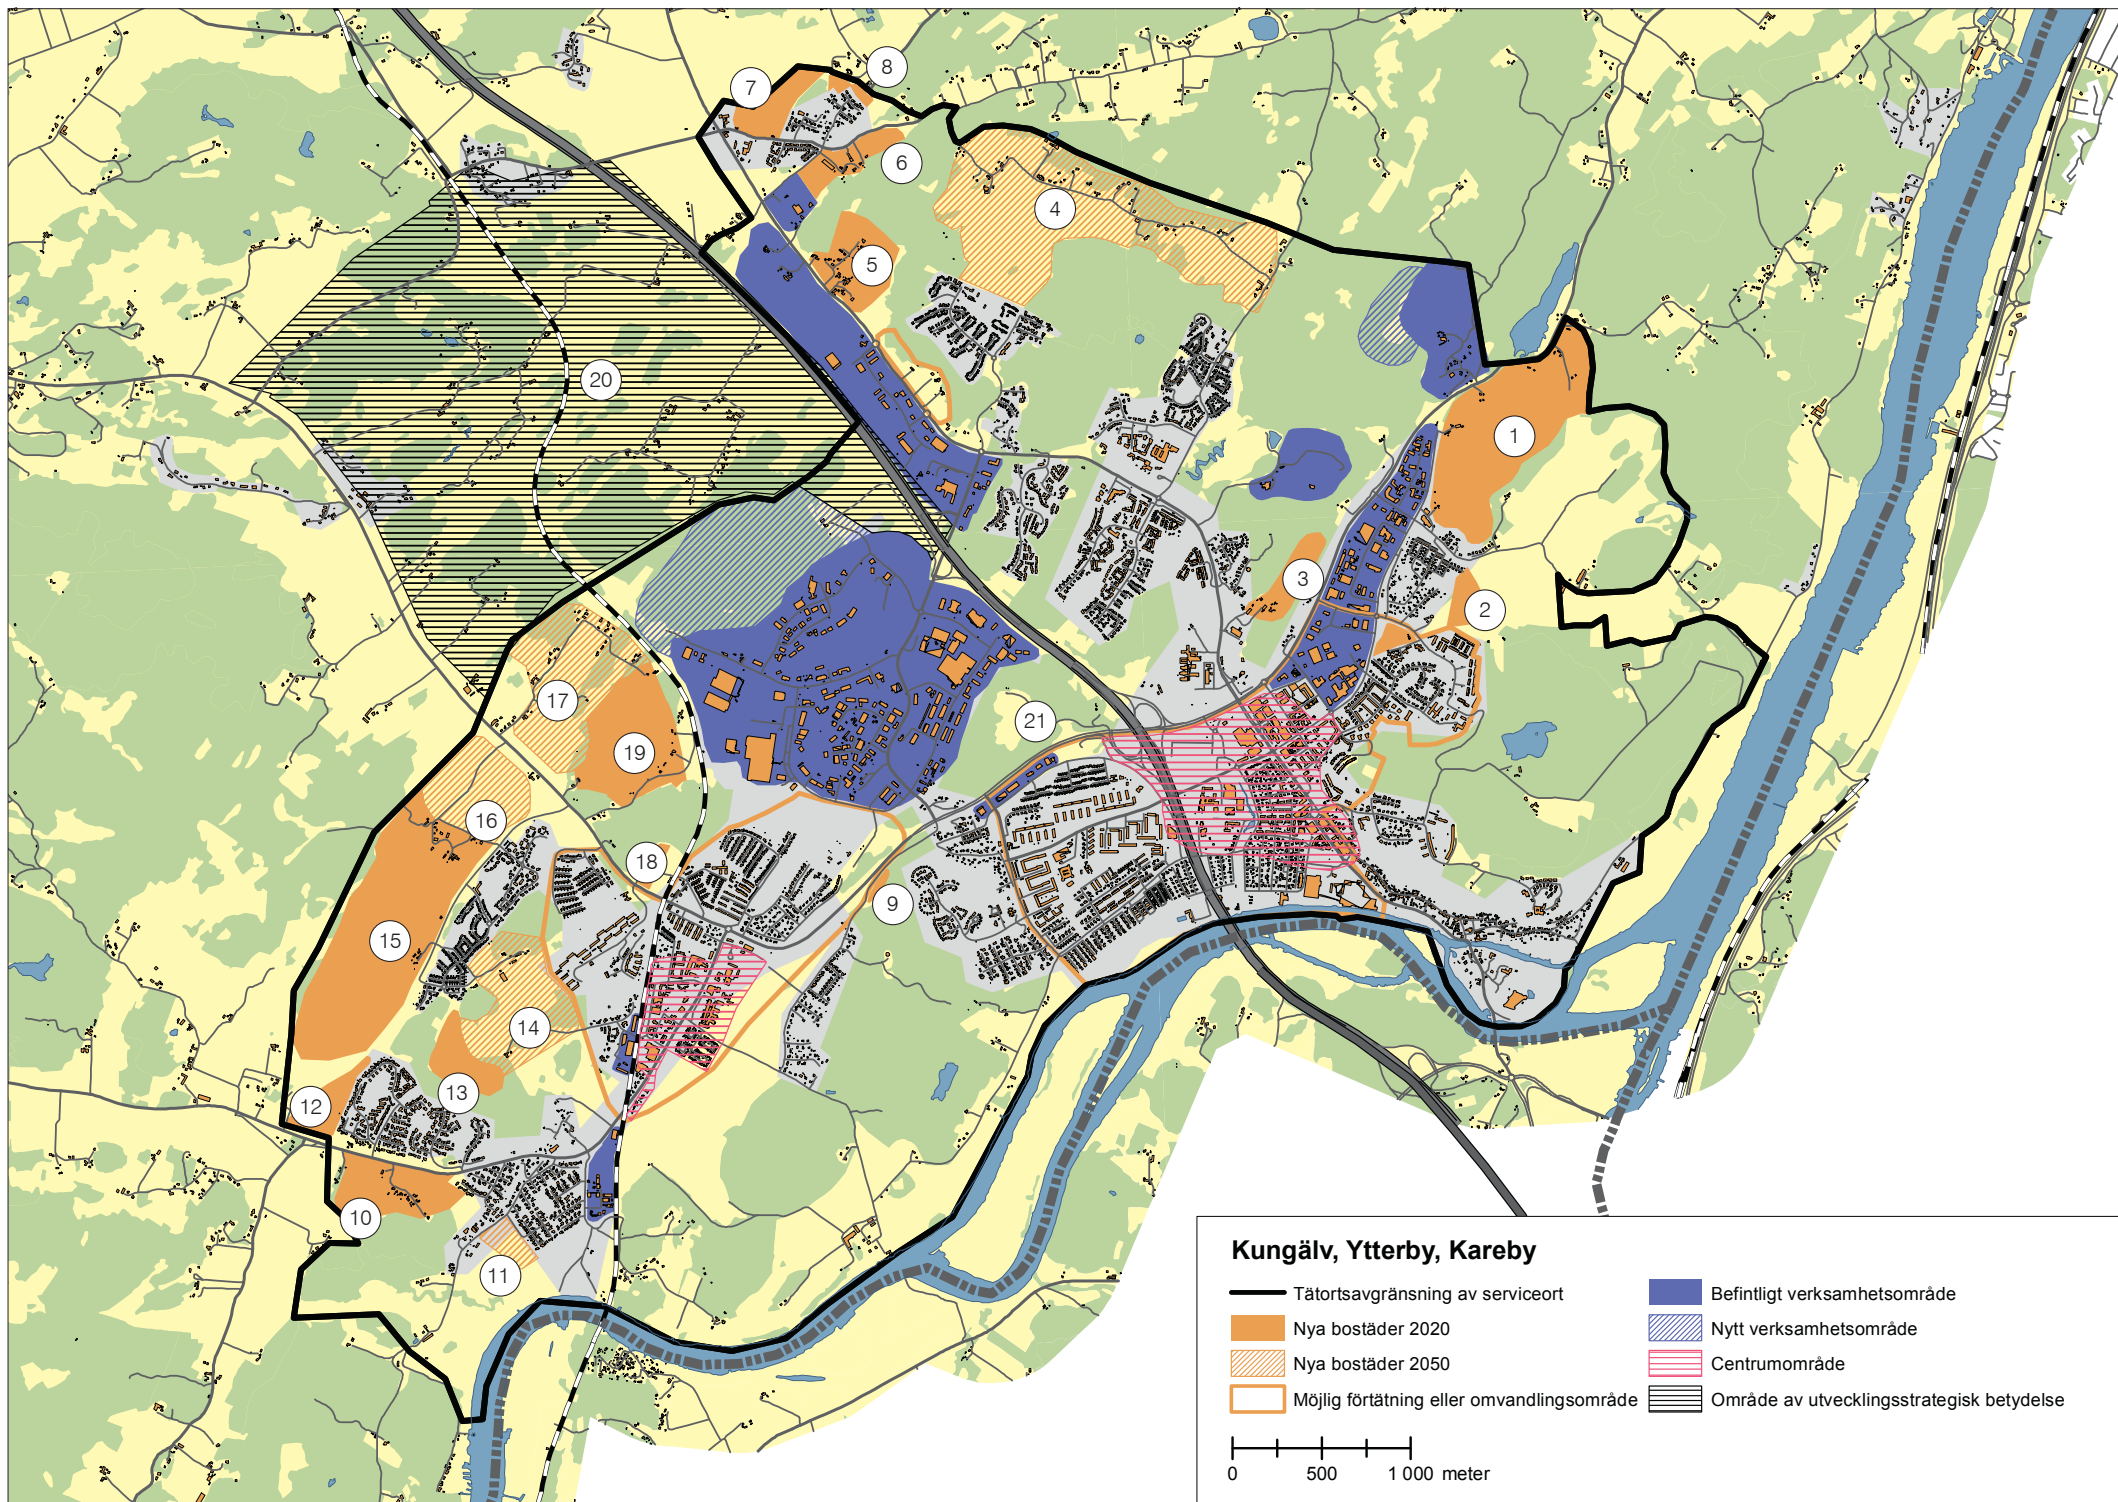 8
7
6
4
5
20
1
3
2
17
21
19
16
18
9
15
14
13
12
10
11
Kungälv, Ytterby, Kareby
Tätortsavgränsning av serviceort
Befintligt verksamhetsområde
Nya bostäder 2020
Nytt verksamhetsområde
Nya bostäder 2050
Centrumområde
Möjlig förtätning eller omvandlingsområde
Område av utvecklingsstrategisk betydelse
0 500 1 000 meter